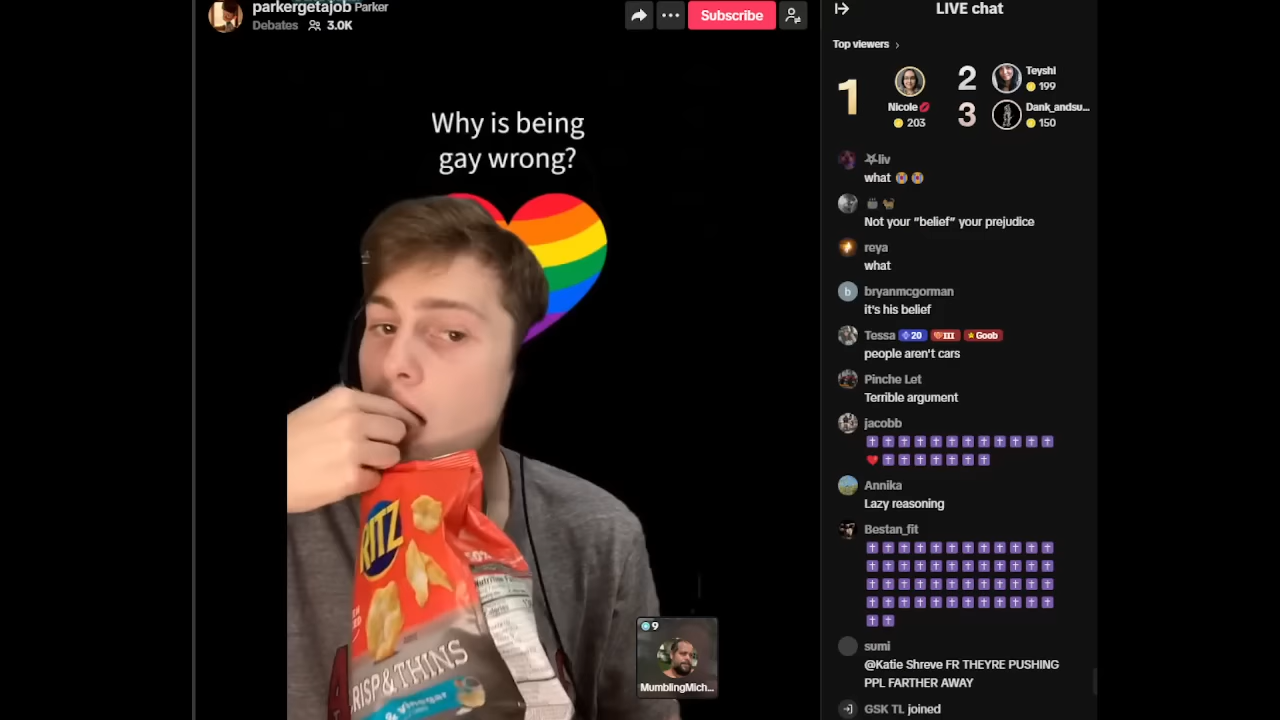 parkergetajob Parker
Debates 3.0K
Subscribe
Why is being
gay wrong?
RITZ
CRISP & THINS
& Vinegar
9
MumblingMich...
LIVE chat
Top viewers
1
Nicole
203
2
Teyshi
199
3
Dank_andsu...
150
liv
what
Not your "belief" your prejudice
reya
what
b
bryanmcgorman
it's his belief
Tessa 20 III Goob
people aren't cars
Pinche Let
Terrible argument
jacobb
Annika
Lazy reasoning
Bestan_fit
sumi
@Katie Shreve FR THEYRE PUSHING
PPL FARTHER AWAY
GSK TL joined